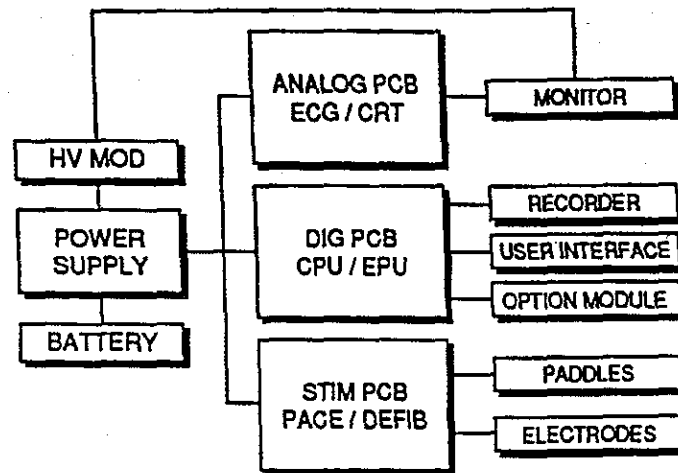 ANALOG PCB
ECG / CRT
MONITOR
HV MOD
POWER
SUPPLY
BATTERY
DIG PCB
CPU / EPU
RECORDER
USER INTERFACE
OPTION MODULE
STIM PCB
PACE / DEFIB
PADDLES
ELECTRODES